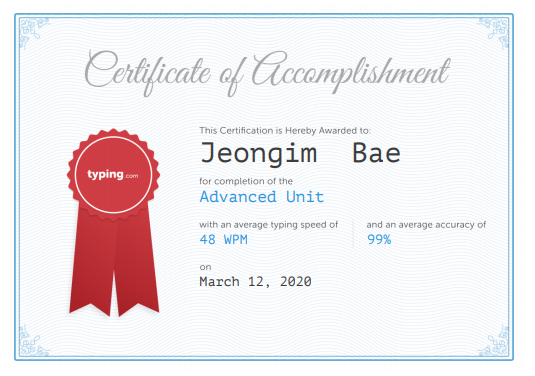 Certificate of Accomplishment
This Certification is Hereby Awarded to:
Jeongim Bae
typing.com
for completion of the
Advanced Unit
with an average typing speed of
48 WPM
and an average accuracy of
99%
on
March 12, 2020